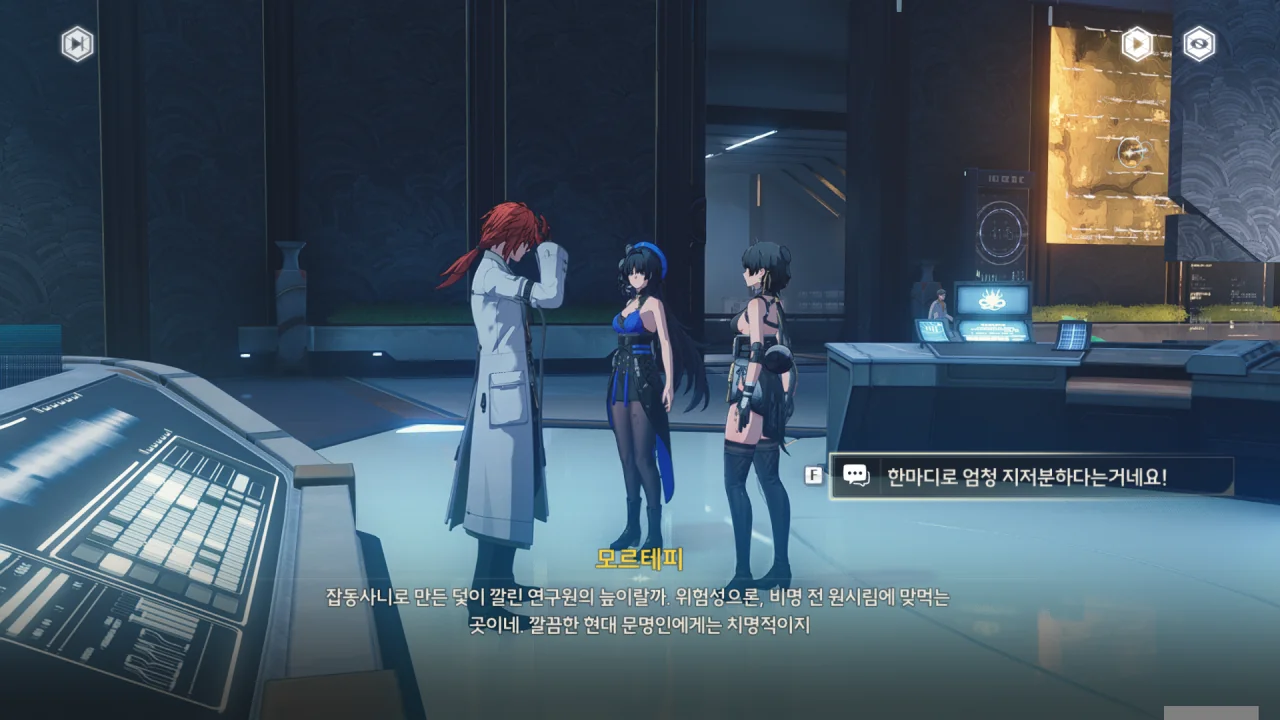 F
한마디로 엄청 지저분하다는거네요!
모르테피
잡동사니로 만든 덫이 깔린 연구원의 늪이랄까. 위험성으론, 비명 전 원시림에 맞먹는
곳이네. 깔끔한 현대 문명인에게는 치명적이지